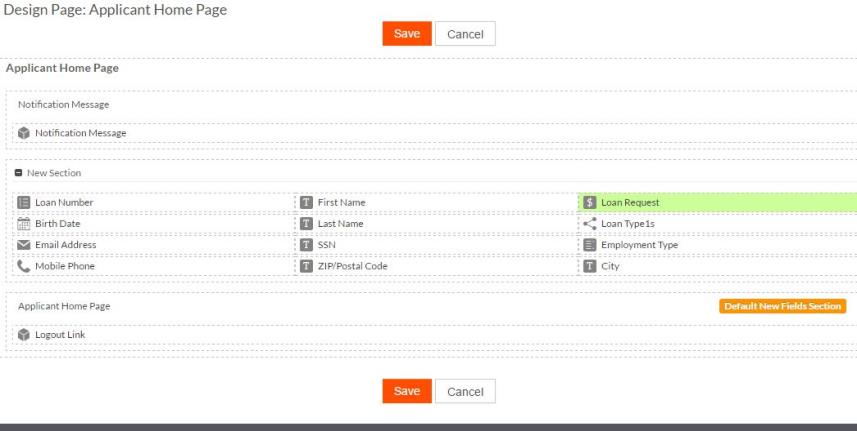 Design Page: Applicant Home Page
Save Cancel
Applicant Home Page
Notification Message
Notification Message
New Section
Loan Number T First Name $ Loan Request
Birth Date T Last Name Loan Type1s
Email Address T SSN Employment Type
Mobile Phone T ZIP/Postal Code T City
Applicant Home Page Default New Fields Section
Logout Link
Save Cancel